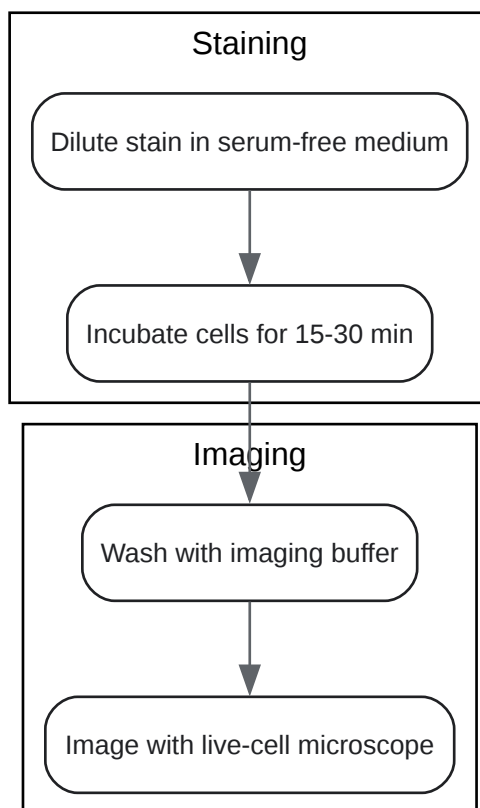 Staining
Dilute stain in serum-free medium
Incubate cells for 15-30 min
Imaging
Wash with imaging buffer
Image with live-cell microscope